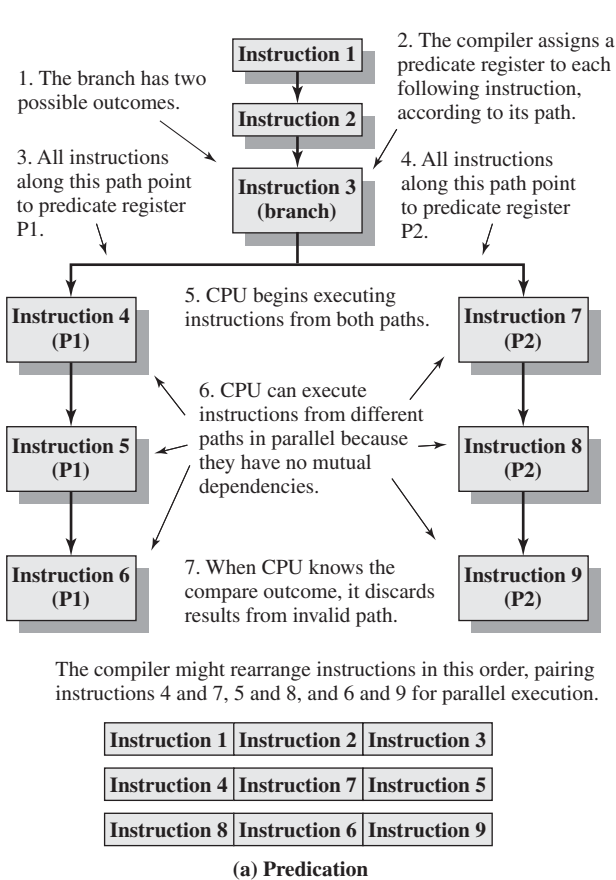 Instruction 1
1. The branch has two
possible outcomes.
2. The compiler assigns a
predicate register to each
following instruction,
according to its path.
Instruction 2
3. All instructions
along this path point
to predicate register
P1.
Instruction 3
(branch)
4. All instructions
along this path point
to predicate register
P2.
Instruction 4
(P1)
5. CPU begins executing
instructions from both paths.
Instruction 7
(P2)
6. CPU can execute
instructions from different
paths in parallel because
they have no mutual
dependencies.
Instruction 5
(P1)
Instruction 8
(P2)
Instruction 6
(P1)
7. When CPU knows the
compare outcome, it discards
results from invalid path.
Instruction 9
(P2)
The compiler might rearrange instructions in this order, pairing
instructions 4 and 7, 5 and 8, and 6 and 9 for parallel execution.
Instruction 1 Instruction 2 Instruction 3
Instruction 4 Instruction 7 Instruction 5
Instruction 8 Instruction 6 Instruction 9
(a) Predication